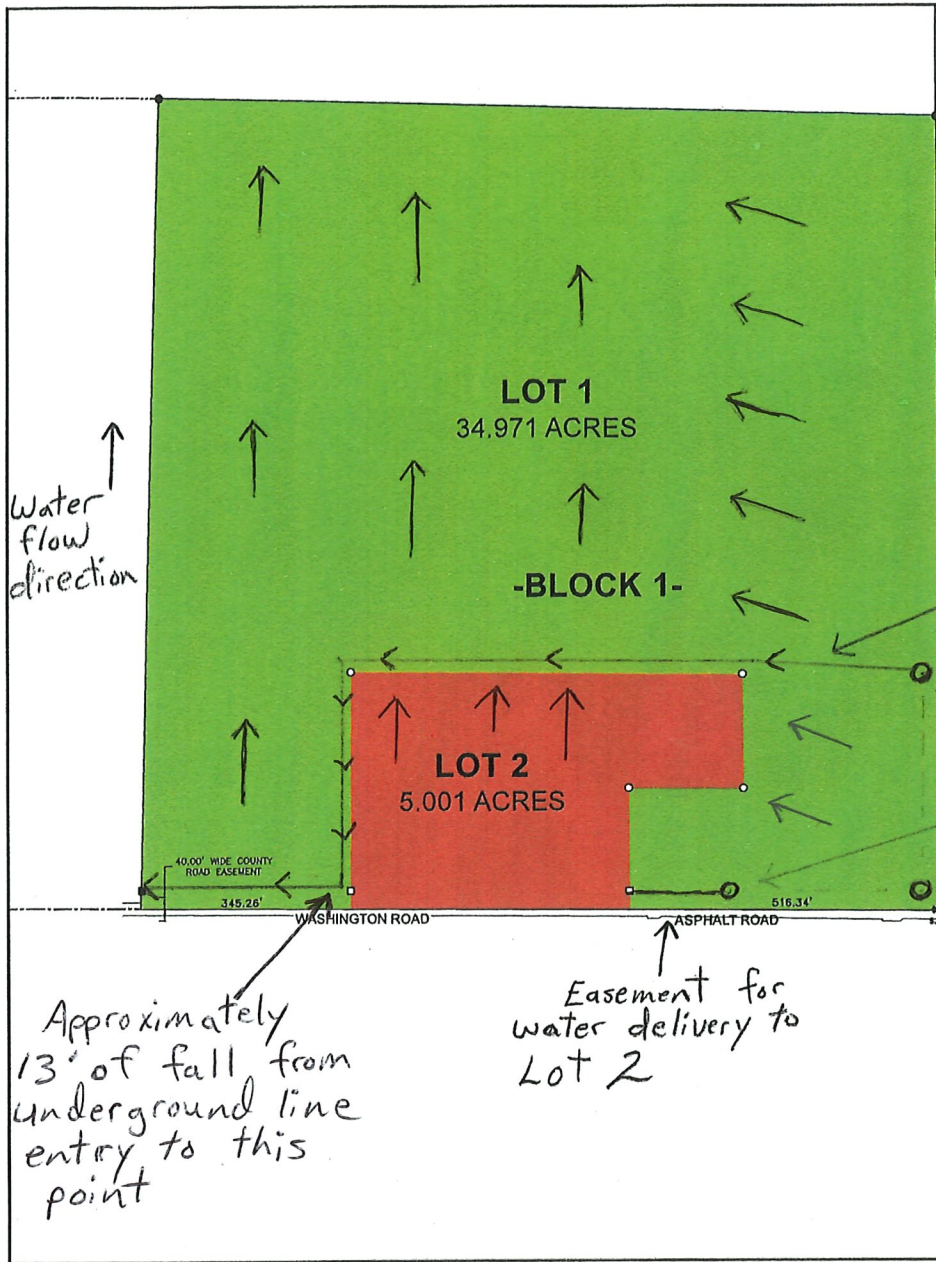 LOT 1
34.971 ACRES
Water
flow
direction
-BLOCK 1-
LOT 2
5.001 ACRES
40.00' WIDE COUNTY
ROAD EASEMENT
345.26'
516.34'
WASHINGTON ROAD
ASPHALT ROAD
Approximately
13' of fall from
underground line
entry to this
point
Easement for
water delivery to
Lot 2